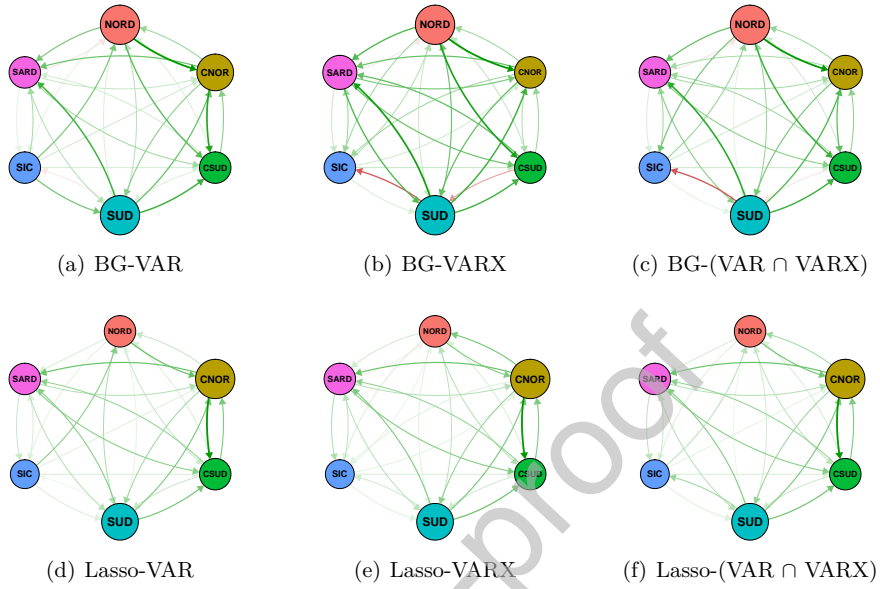 NORD
SARD
CNOR
SIC
CSUD
SUD
(a) BG-VAR
NORD
SARD
CNOR
SIC
CSUD
SUD
(b) BG-VARX
NORD
SARD
CNOR
SIC
CSUD
SUD
(c) BG-(VAR ∩ VARX)
NORD
SARD
CNOR
SIC
CSUD
SUD
(d) Lasso-VAR
NORD
SARD
CNOR
SIC
CSUD
SUD
(e) Lasso-VARX
NORD
SARD
CNOR
SIC
CSUD
SUD
(f) Lasso-(VAR ∩ VARX)
proof